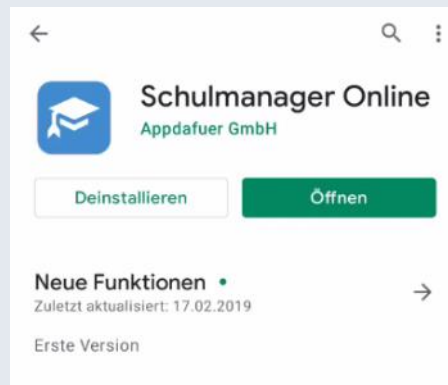 Schulmanager Online
Appdafuer GmbH
Deinstallieren
Öffnen
Neue Funktionen •
Zuletzt aktualisiert: 17.02.2019
Erste Version